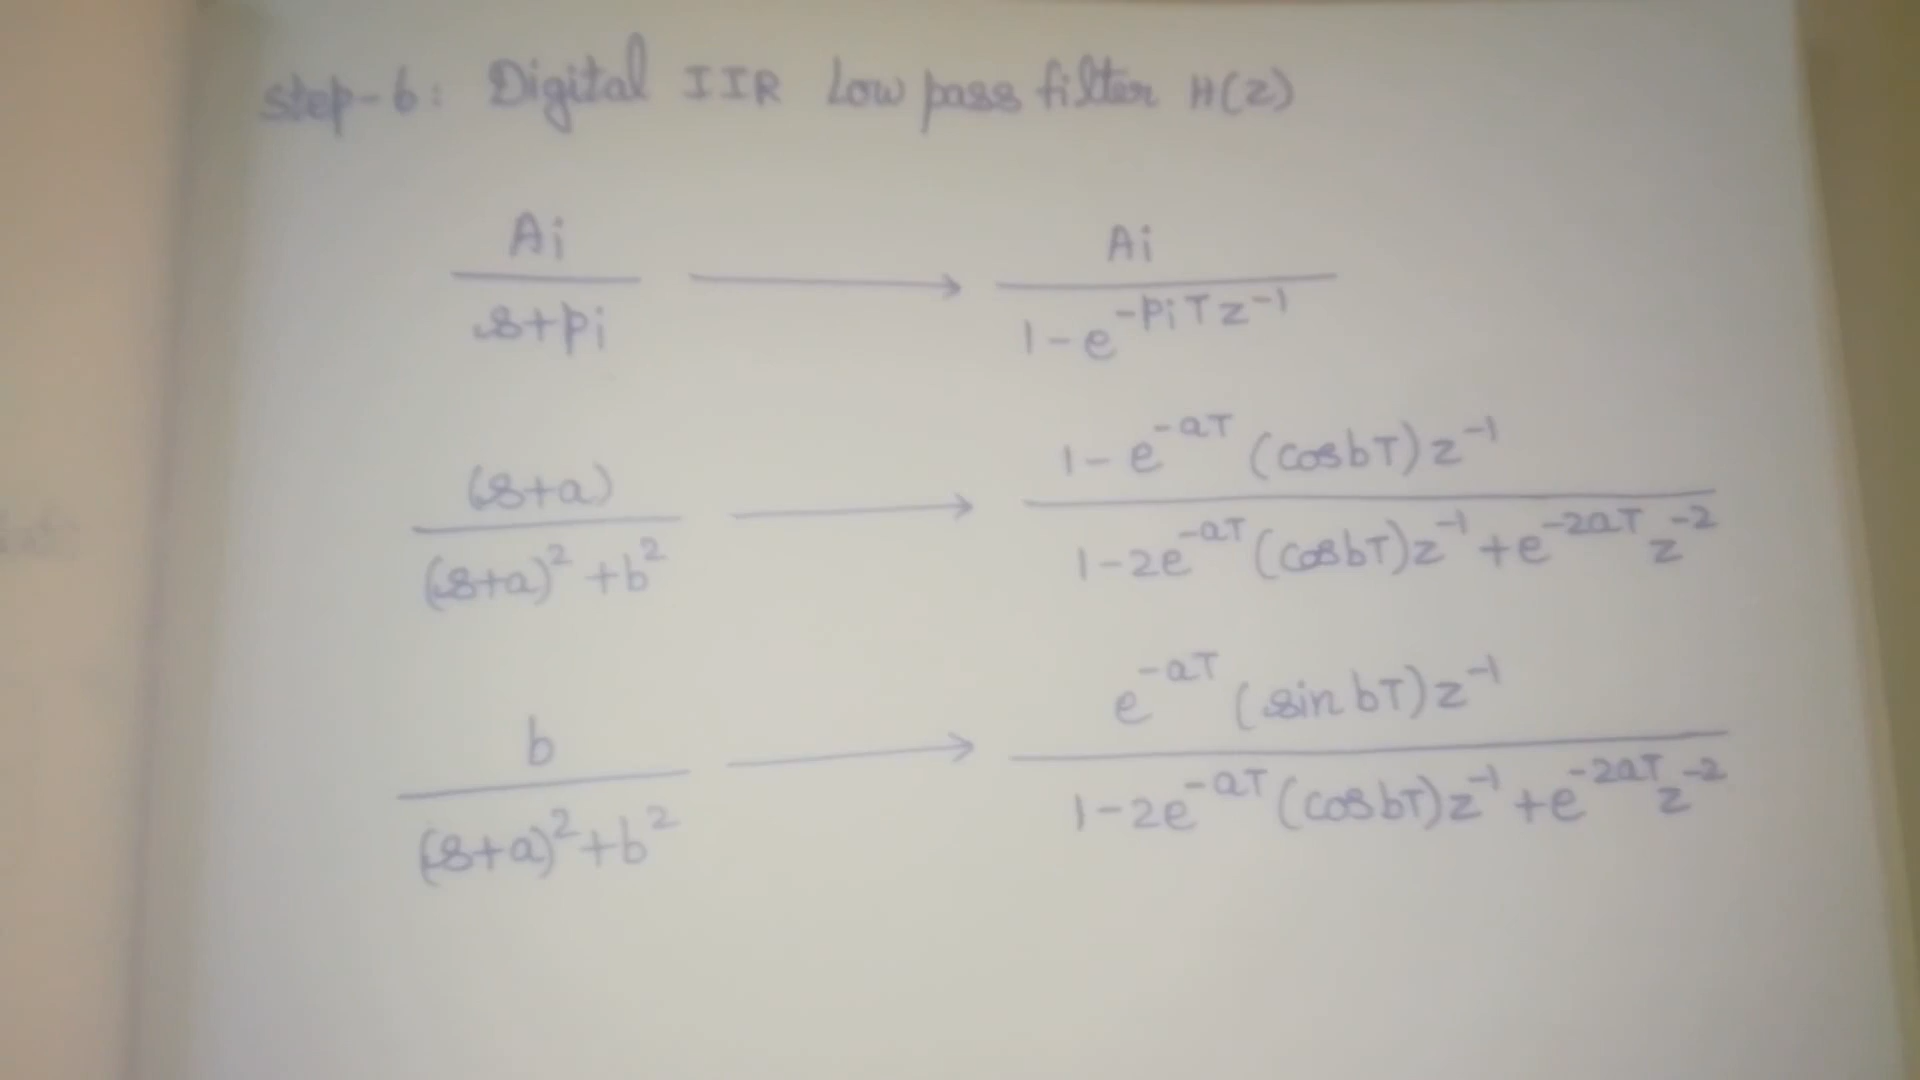 Step-6: Digital IIR Low pass filter H(z)
Ai / s+pi → Ai / 1-e^-piTz^-1
(s+a) / (s+a)^2+b^2 → 1-e^-aT (cosbT)z^-1 / 1-2e^-aT(cosbT)z^-1+e^-2aT z^-2
b / (s+a)^2+b^2 → e^-aT (sin bT)z^-1 / 1-2e^-aT(cosbT)z^-1+e^-2aT z^-2